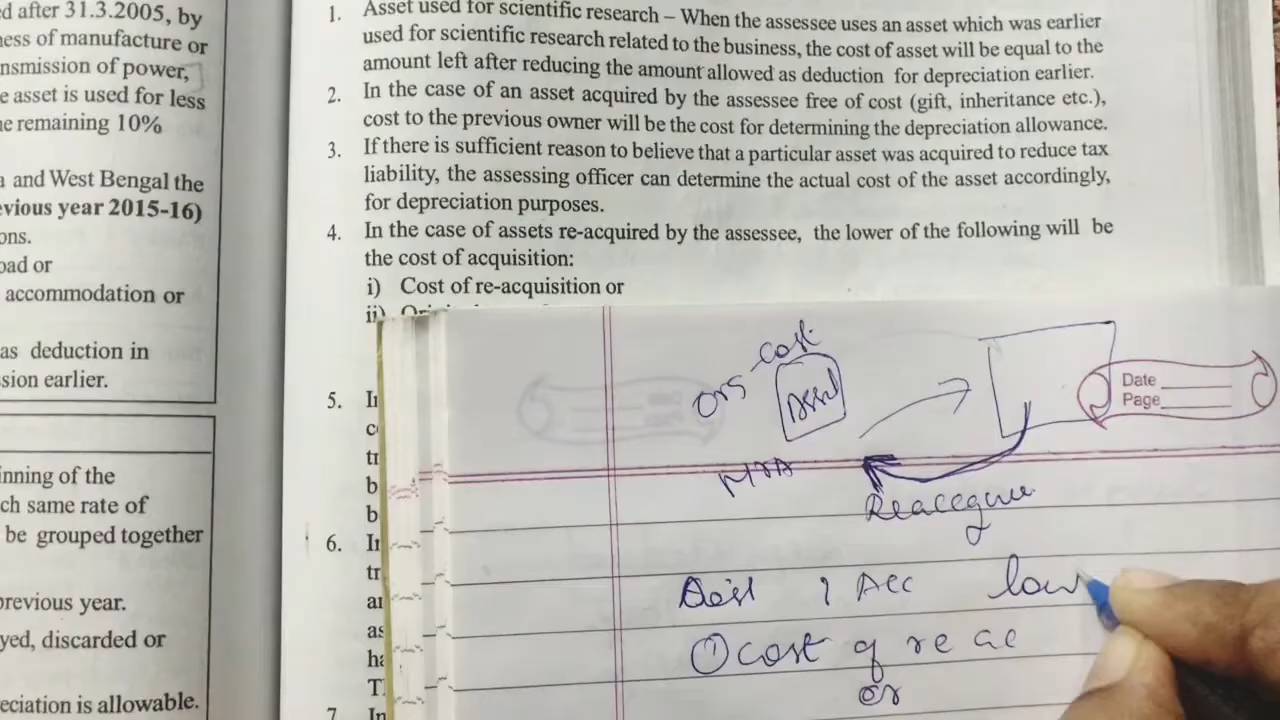 d after 31.3.2005, by
ness of manufacture or
nsmission of power,
e asset is used for less
he remaining 10%
a and West Bengal the
evious year 2015-16)
ons.
oad or
accommodation or
as deduction in
sion earlier.
inning of the
ch same rate of
be grouped together
previous year.
yed, discarded or
eciation is allowable.
1. Asset used for scientific research – When the assessee uses an asset which was earlier
used for scientific research related to the business, the cost of asset will be equal to the
amount left after reducing the amount allowed as deduction for depreciation earlier.
2. In the case of an asset acquired by the assessee free of cost (gift, inheritance etc.),
cost to the previous owner will be the cost for determining the depreciation allowance.
3. If there is sufficient reason to believe that a particular asset was acquired to reduce tax
liability, the assessing officer can determine the actual cost of the asset accordingly,
for depreciation purposes.
4. In the case of assets re-acquired by the assessee, the lower of the following will be
the cost of acquisition:
i) Cost of re-acquisition or
ii)
5. I
c
tr
b
b
6. I
tr
a
as
ha
T
7. In
cost
Asset
Date
Page
Acc low
① cost of re ac
or